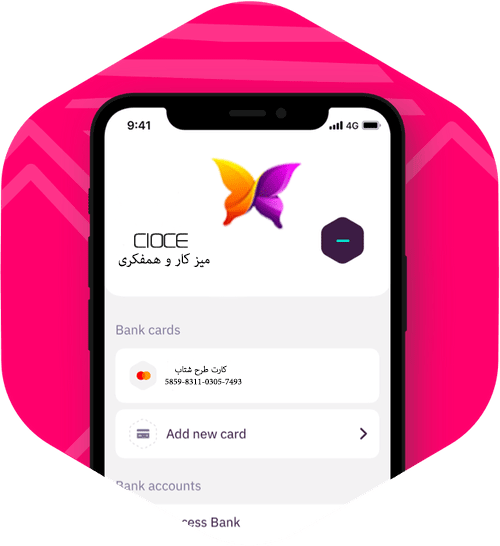 9:41
4G
CIOCE
میز کار و همفکری
Bank cards
کارت طرح شتاب
5859-8311-0305-7493
Add new card
Bank accounts
cess Bank